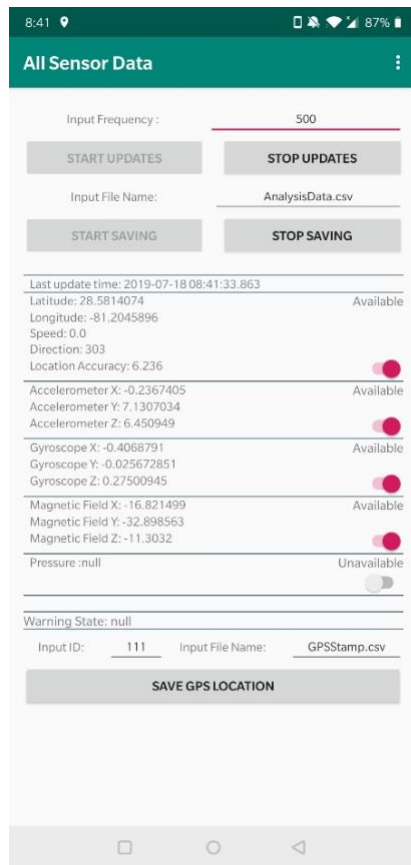 8:41 87%
All Sensor Data
Input Frequency : 500
START UPDATES STOP UPDATES
Input File Name: AnalysisData.csv
START SAVING STOP SAVING
Last update time: 2019-07-18 08:41:33.863
Latitude: 28.5814074 Available
Longitude: -81.2045896
Speed: 0.0
Direction: 303
Location Accuracy: 6.236
Accelerometer X: -0.2367405 Available
Accelerometer Y: 7.1307034
Accelerometer Z: 6.450949
Gyroscope X: -0.4068791 Available
Gyroscope Y: -0.025672851
Gyroscope Z: 0.27500945
Magnetic Field X: -16.821499 Available
Magnetic Field Y: -32.898563
Magnetic Field Z: -11.3032
Pressure :null Unavailable
Warning State: null
Input ID: 111 Input File Name: GPSStamp.csv
SAVE GPS LOCATION